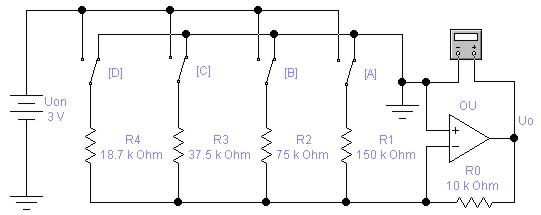 [D]
[C]
[B]
[A]
Uon
3 V
R4
18.7 k Ohm
R3
37.5 k Ohm
R2
75 k Ohm
R1
150 k Ohm
OU
Uo
R0
10 k Ohm